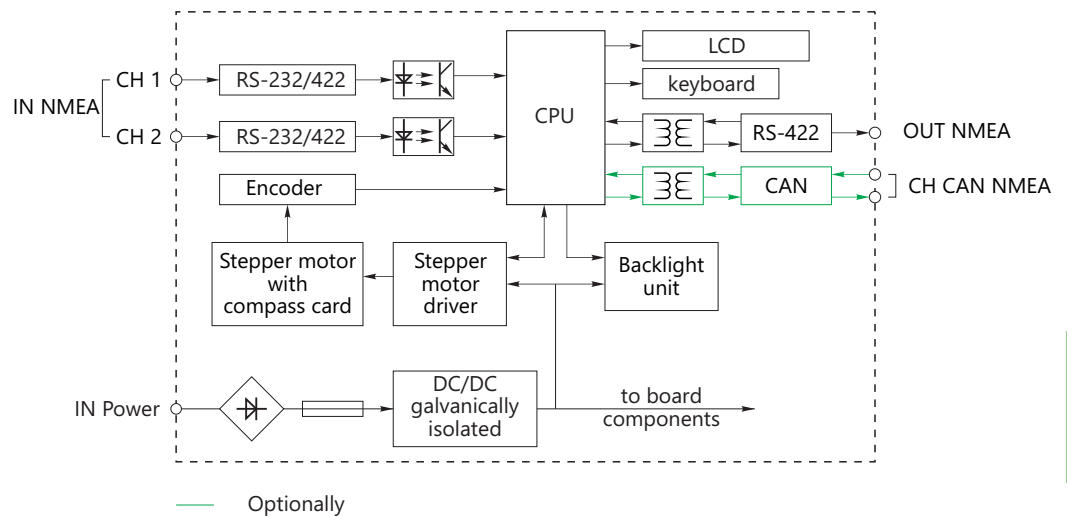 LCD
CH 1
RS-232/422
keyboard
IN NMEA
CPU
CH 2
RS-232/422
RS-422
OUT NMEA
Encoder
CAN
CH CAN NMEA
Stepper motor
with
compass card
Stepper
motor
driver
Backlight
unit
IN Power
DC/DC
galvanically
isolated
to board
components
Optionally